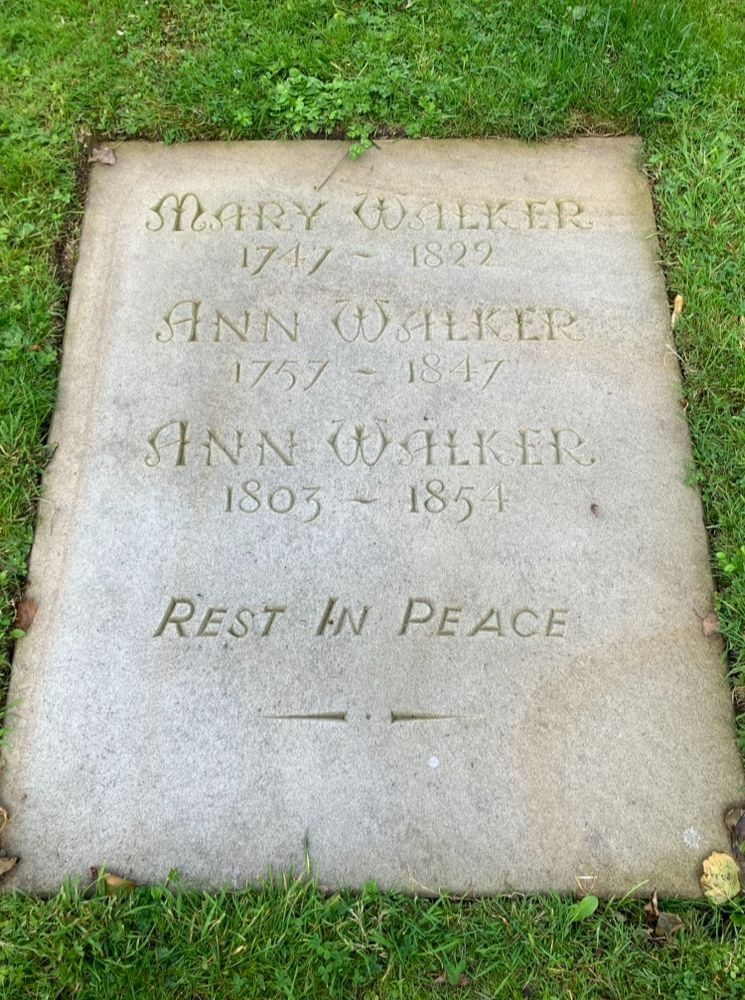 MARY WALKER
1747 - 1822
ANN WALKER
1757 - 1847
ANN WALKER
1803 - 1854
REST IN PEACE